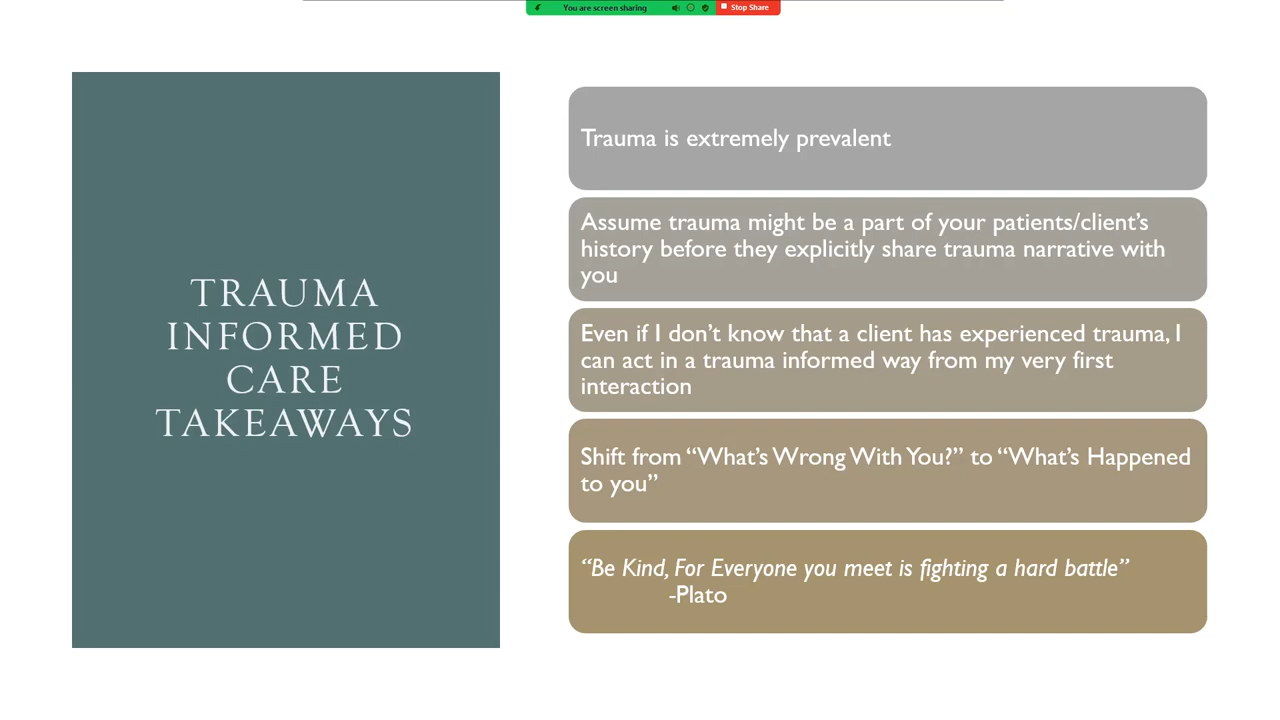 You are screen sharing
Stop Share
TRAUMA
INFORMED
CARE
TAKEAWAYS
Trauma is extremely prevalent
Assume trauma might be a part of your patients/client’s
history before they explicitly share trauma narrative with
you
Even if I don’t know that a client has experienced trauma, I
can act in a trauma informed way from my very first
interaction
Shift from “What’s Wrong With You?” to “What’s Happened
to you”
“Be Kind, For Everyone you meet is fighting a hard battle”
-Plato